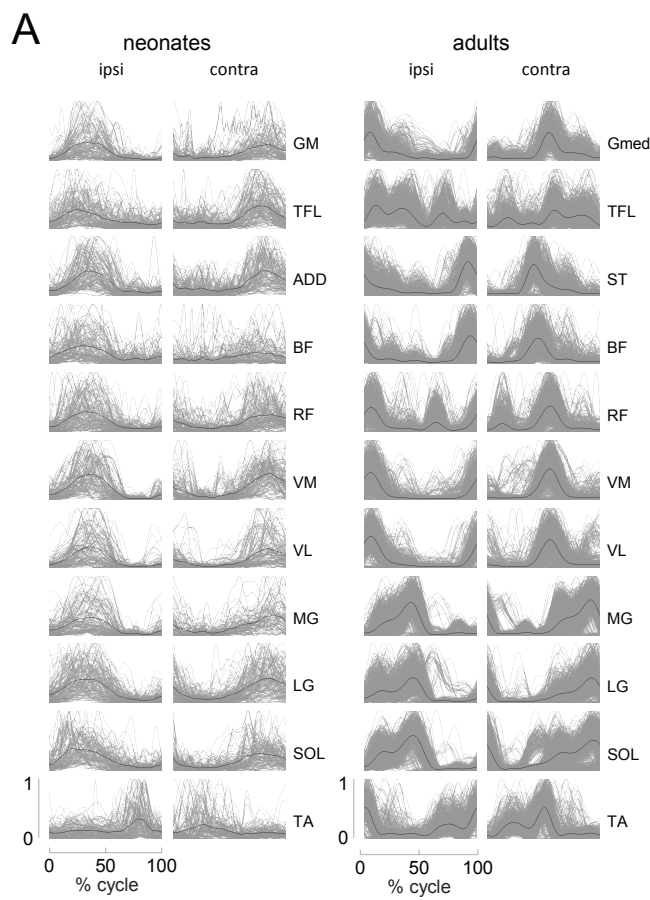 A
neonates adults
ipsi contra ipsi contra
GM Gmed
TFL TFL
ADD ST
BF BF
RF RF
VM VM
VL VL
MG MG
LG LG
SOL SOL
1 1
TA TA
0 0
0 50 100 0 50 100
% cycle % cycle